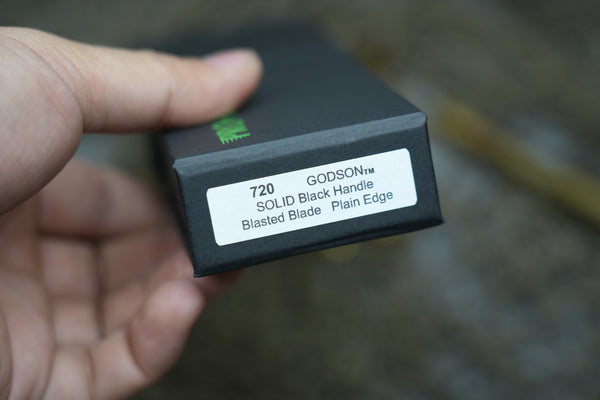 720 GODSON™
SOLID Black Handle
Blasted Blade Plain Edge